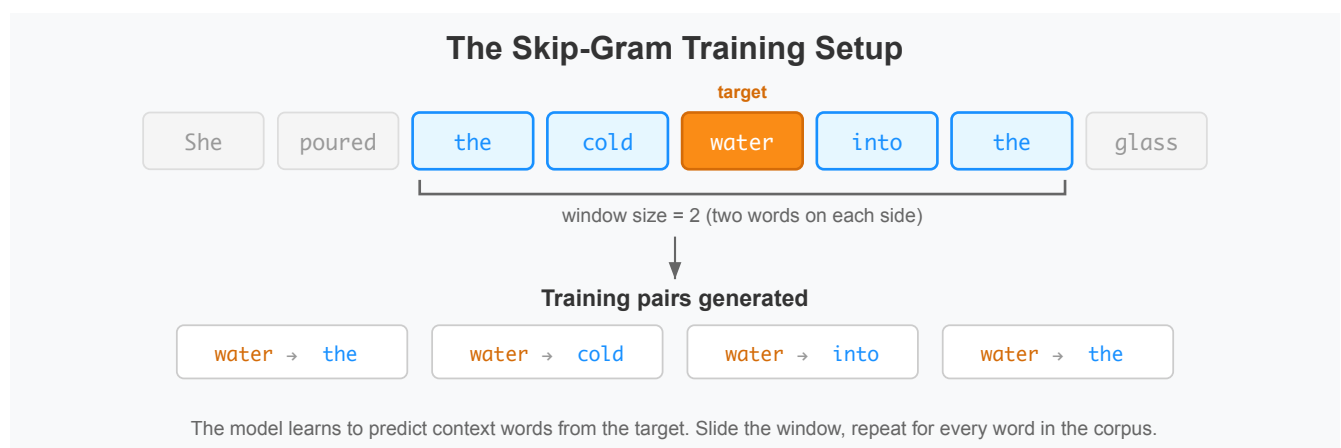 The Skip-Gram Training Setup
target
She poured the cold water into the glass
window size = 2 (two words on each side)
Training pairs generated
water → the water → cold water → into water → the
The model learns to predict context words from the target. Slide the window, repeat for every word in the corpus.